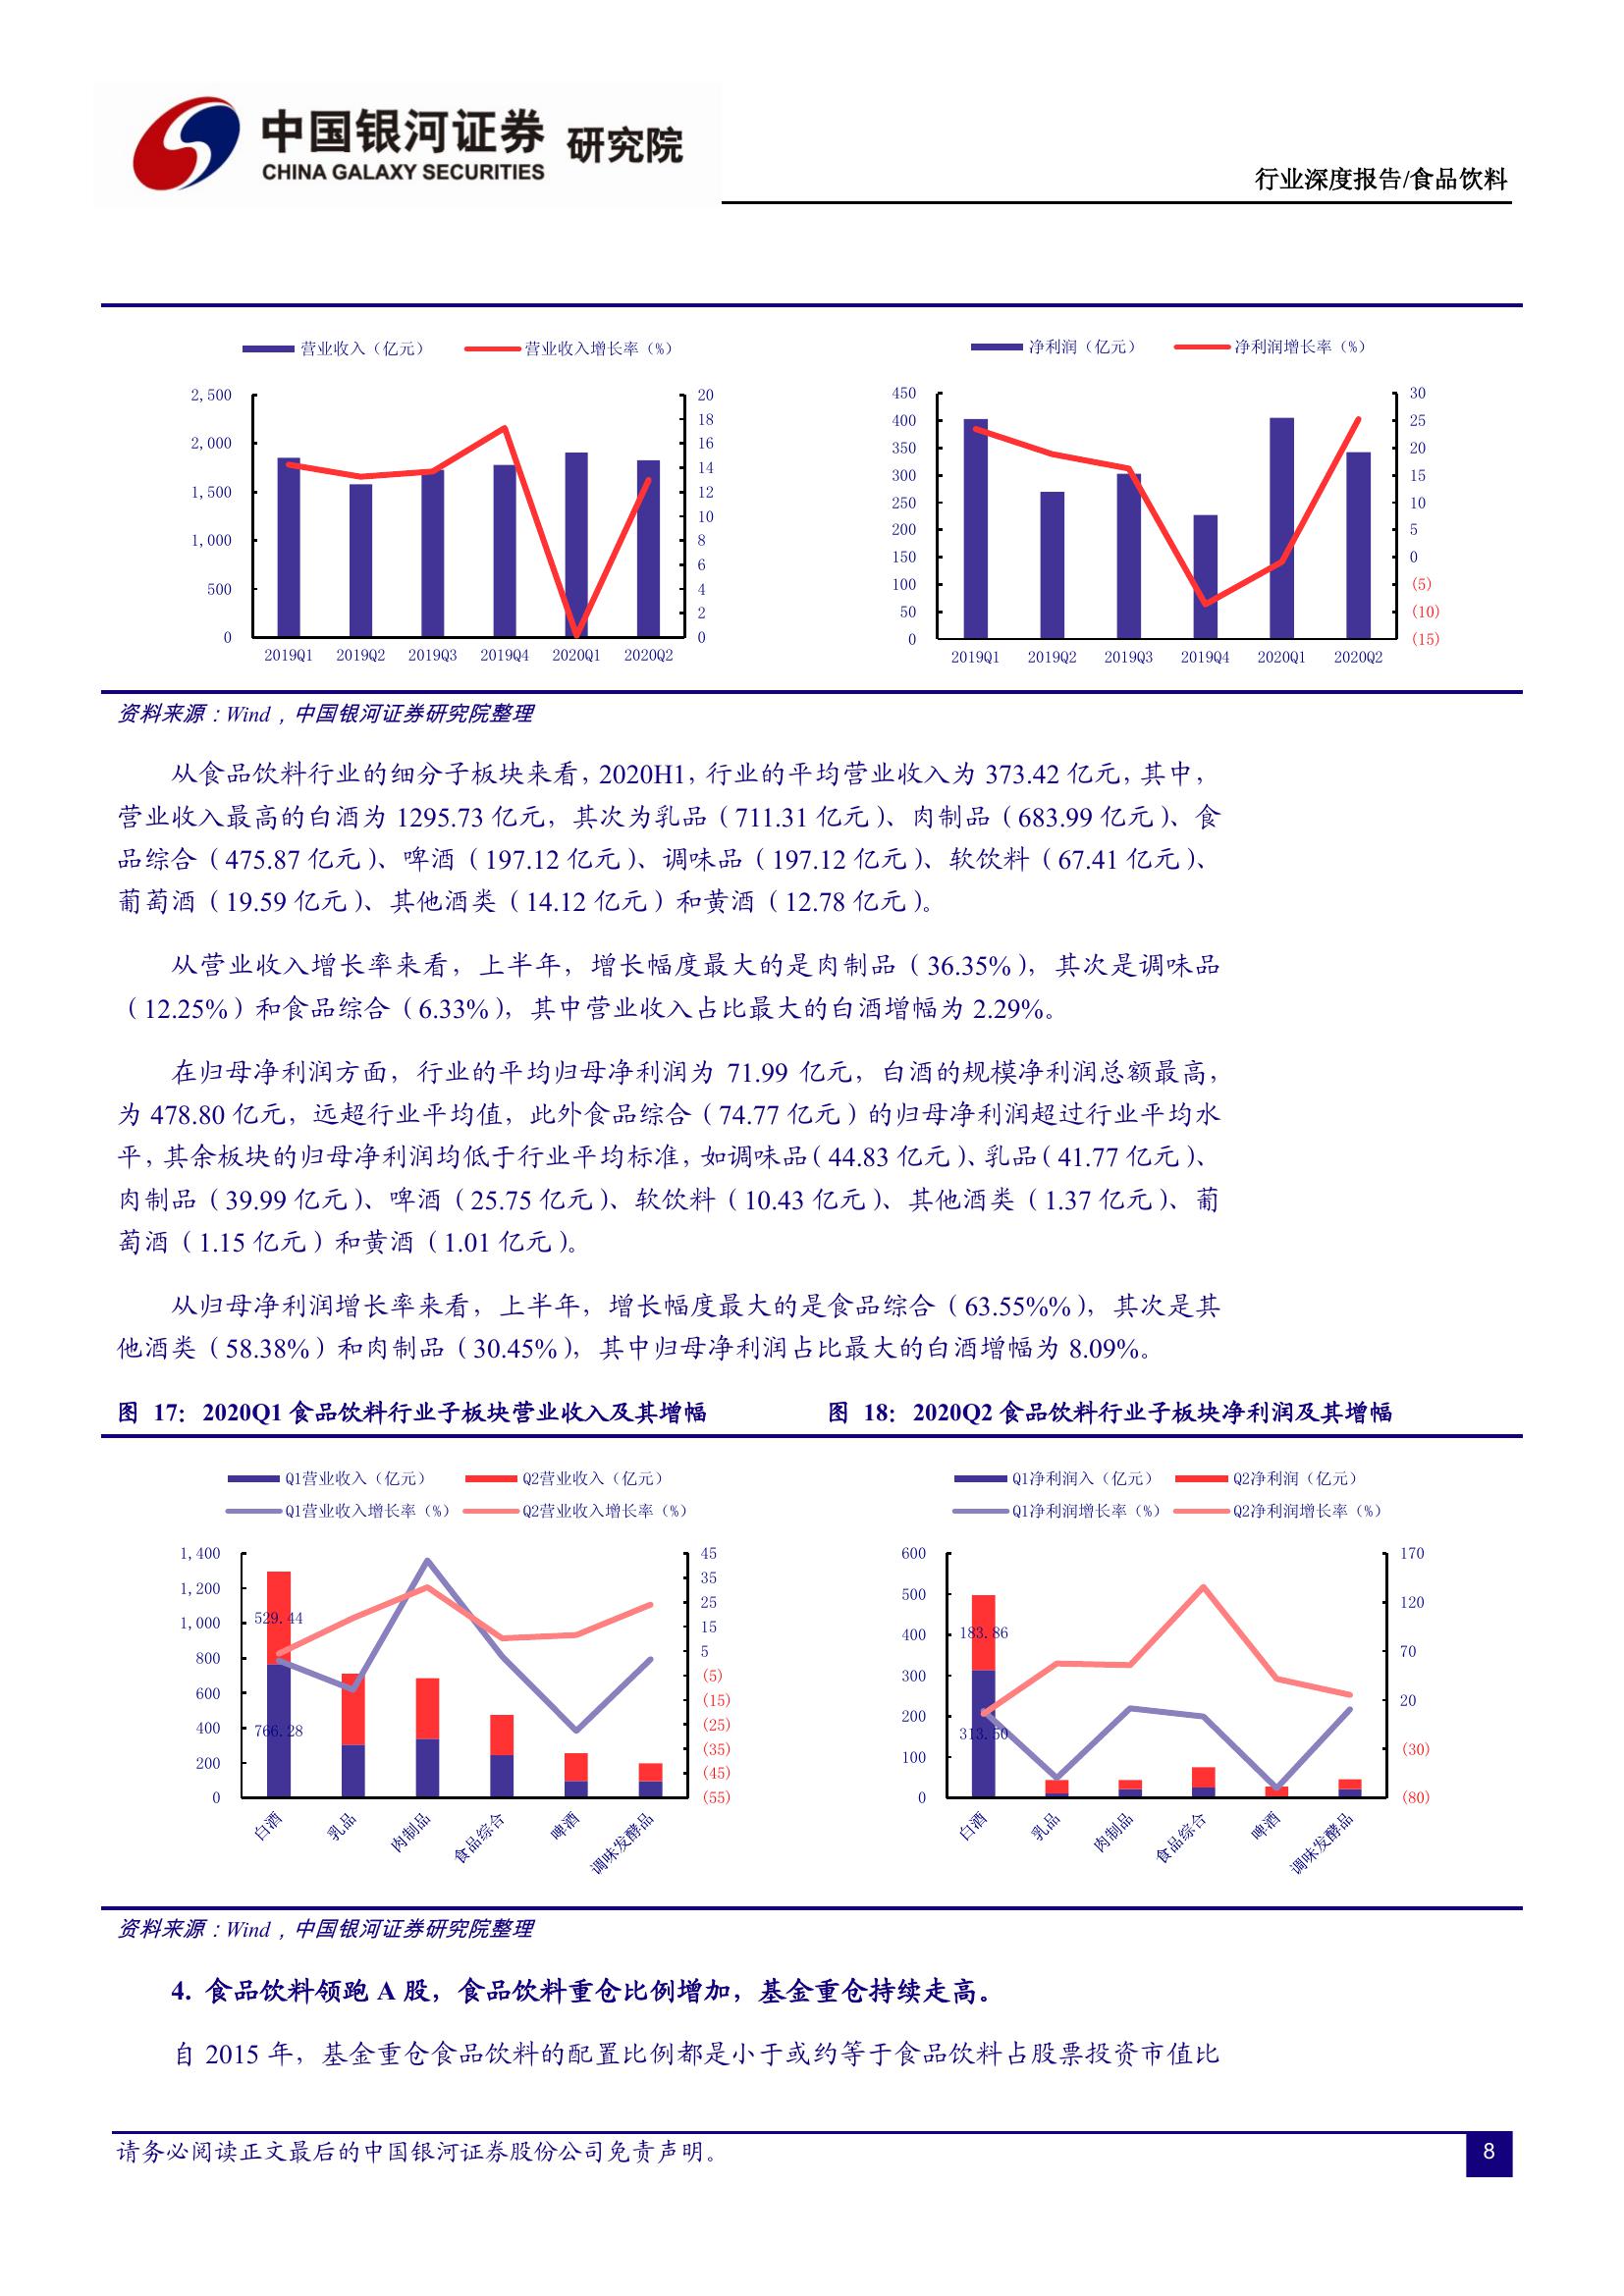 中国银河证券 研究院
CHINA GALAXY SECURITIES
行业深度报告/食品饮料
营业收入（亿元） 营业收入增长率（%）
2,500
2,000
1,500
1,000
500
0
20
18
16
14
12
10
8
6
4
2
0
2019Q1 2019Q2 2019Q3 2019Q4 2020Q1 2020Q2
净利润（亿元） 净利润增长率（%）
450
400
350
300
250
200
150
100
50
0
30
25
20
15
10
5
0
(5)
(10)
(15)
2019Q1 2019Q2 2019Q3 2019Q4 2020Q1 2020Q2
资料来源：Wind，中国银河证券研究院整理
从食品饮料行业的细分子板块来看，2020H1，行业的平均营业收入为 373.42 亿元，其中，
营业收入最高的白酒为 1295.73 亿元，其次为乳品（711.31 亿元）、肉制品（683.99 亿元）、食
品综合（475.87 亿元）、啤酒（197.12 亿元）、调味品（197.12 亿元）、软饮料（67.41 亿元）、
葡萄酒（19.59 亿元）、其他酒类（14.12 亿元）和黄酒（12.78 亿元）。
从营业收入增长率来看，上半年，增长幅度最大的是肉制品（36.35%），其次是调味品
（12.25%）和食品综合（6.33%），其中营业收入占比最大的白酒增幅为 2.29%。
在归母净利润方面，行业的平均归母净利润为 71.99 亿元，白酒的规模净利润总额最高，
为 478.80 亿元，远超行业平均值，此外食品综合（74.77 亿元）的归母净利润超过行业平均水
平，其余板块的归母净利润均低于行业平均标准，如调味品（44.83 亿元）、乳品（41.77 亿元）、
肉制品（39.99 亿元）、啤酒（25.75 亿元）、软饮料（10.43 亿元）、其他酒类（1.37 亿元）、葡
萄酒（1.15 亿元）和黄酒（1.01 亿元）。
从归母净利润增长率来看，上半年，增长幅度最大的是食品综合（63.55%%），其次是其
他酒类（58.38%）和肉制品（30.45%），其中归母净利润占比最大的白酒增幅为 8.09%。
图 17：2020Q1 食品饮料行业子板块营业收入及其增幅
图 18：2020Q2 食品饮料行业子板块净利润及其增幅
Q1营业收入（亿元） Q2营业收入（亿元）
Q1营业收入增长率（%） Q2营业收入增长率（%）
1,400
1,200
1,000
800
600
400
200
0
529.44
766.28
45
35
25
15
5
(5)
(15)
(25)
(35)
(45)
(55)
白酒 乳品 肉制品 食品综合 啤酒 调味发酵品
Q1净利润入（亿元） Q2净利润（亿元）
Q1净利润增长率（%） Q2净利润增长率（%）
600
500
400
300
200
100
0
183.86
313.50
170
120
70
20
(30)
(80)
白酒 乳品 肉制品 食品综合 啤酒 调味发酵品
资料来源：Wind，中国银河证券研究院整理
4. 食品饮料领跑 A 股，食品饮料重仓比例增加，基金重仓持续走高。
自 2015 年，基金重仓食品饮料的配置比例都是小于或约等于食品饮料占股票投资市值比
请务必阅读正文最后的中国银河证券股份公司免责声明。
8